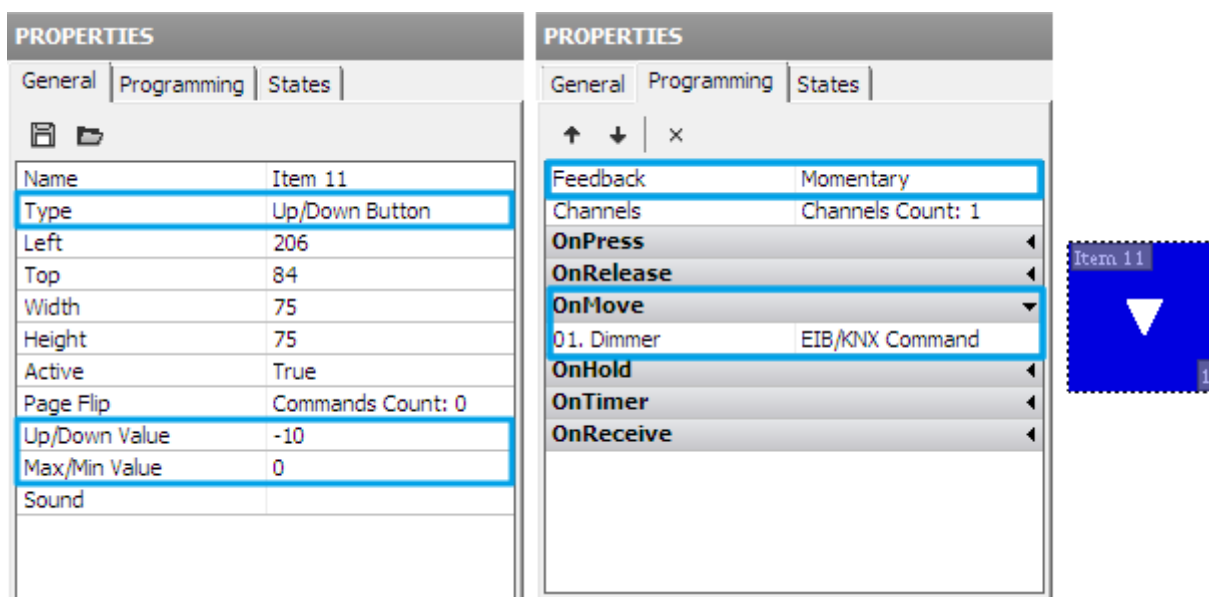 PROPERTIES
General Programming States
Name Item 11
Type Up/Down Button
Left 206
Top 84
Width 75
Height 75
Active True
Page Flip Commands Count: 0
Up/Down Value -10
Max/Min Value 0
Sound
PROPERTIES
General Programming States
Feedback Momentary
Channels Channels Count: 1
OnPress
OnRelease
OnMove
01. Dimmer EIB/KNX Command
OnHold
OnTimer
OnReceive
Item 11
1